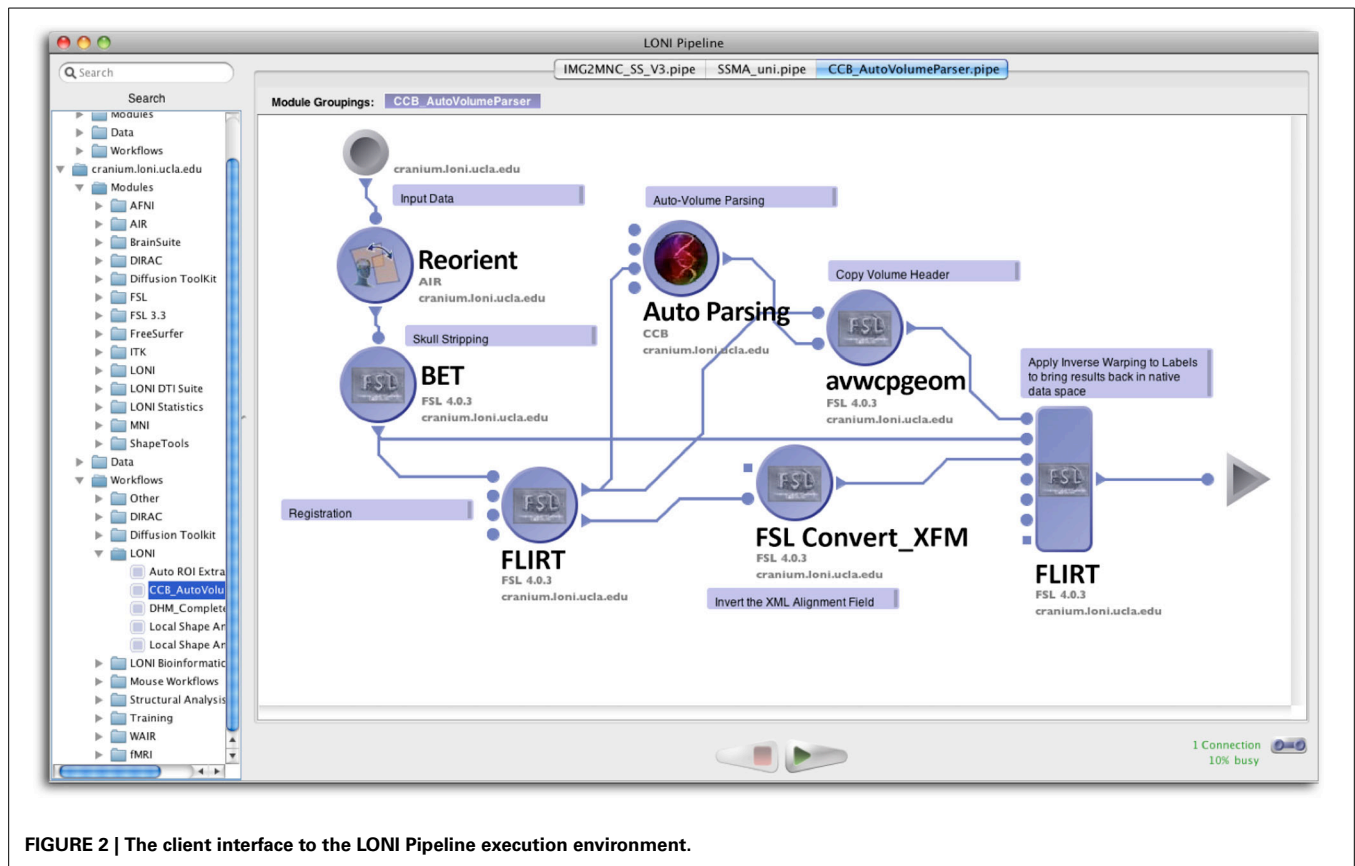 LONI Pipeline
Search
IMG2MNC_SS_V3.pipe
SSMA_uni.pipe
CCB_AutoVolumeParser.pipe
Search
Module Groupings:
CCB_AutoVolumeParser
Modules
Data
Workflows
cranium.loni.ucla.edu
Modules
AFNI
AIR
BrainSuite
DIRAC
Diffusion ToolKit
FSL
FSL 3.3
FreeSurfer
ITK
LONI
LONI DTI Suite
LONI Statistics
MNI
ShapeTools
Data
Workflows
Other
DIRAC
Diffusion Toolkit
LONI
Auto ROI Extra
CCB_AutoVolu
DHM_Complete
Local Shape An
Local Shape An
LONI Bioinformatic
Mouse Workflows
Structural Analysis
Training
WAIR
fMRI
cranium.loni.ucla.edu
Input Data
Reorient
AIR
cranium.loni.ucla.edu
Skull Stripping
FSL
BET
FSL 4.0.3
cranium.loni.ucla.edu
Registration
FSL
FLIRT
FSL 4.0.3
cranium.loni.ucla.edu
Auto-Volume Parsing
Auto Parsing
CCB
cranium.loni.ucla.edu
Copy Volume Header
FSL
avwcpgeom
FSL 4.0.3
cranium.loni.ucla.edu
FSL
FSL Convert_XFM
FSL 4.0.3
cranium.loni.ucla.edu
Invert the XML Alignment Field
Apply Inverse Warping to Labels
to bring results back in native
data space
FSL
FLIRT
FSL 4.0.3
cranium.loni.ucla.edu
1 Connection
10% busy
FIGURE 2 | The client interface to the LONI Pipeline execution environment.